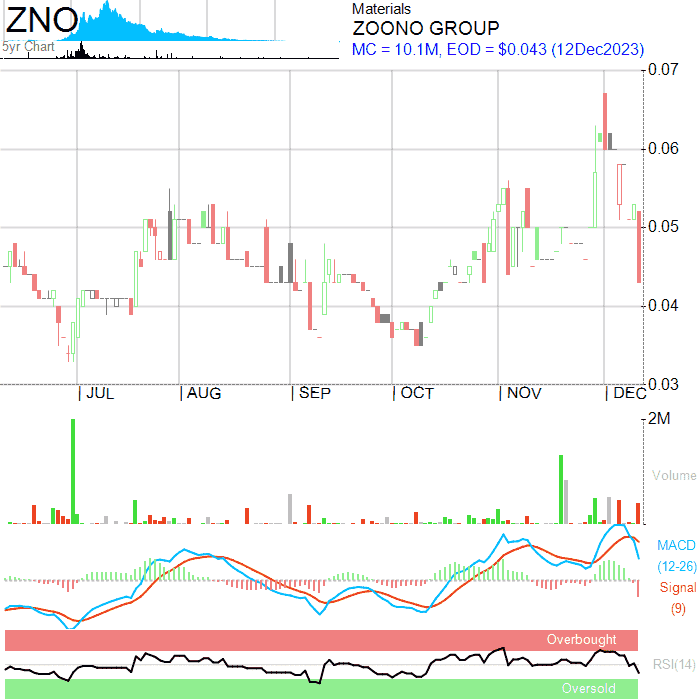 ZNO
5yr Chart
Materials
ZOONO GROUP
MC = 10.1M, EOD = $0.043 (12Dec2023)
0.07
0.06
0.05
0.04
0.03
JUL AUG SEP OCT NOV DEC
2M
Volume
MACD
(12-26)
Signal
(9)
Overbought
RSI(14)
Oversold